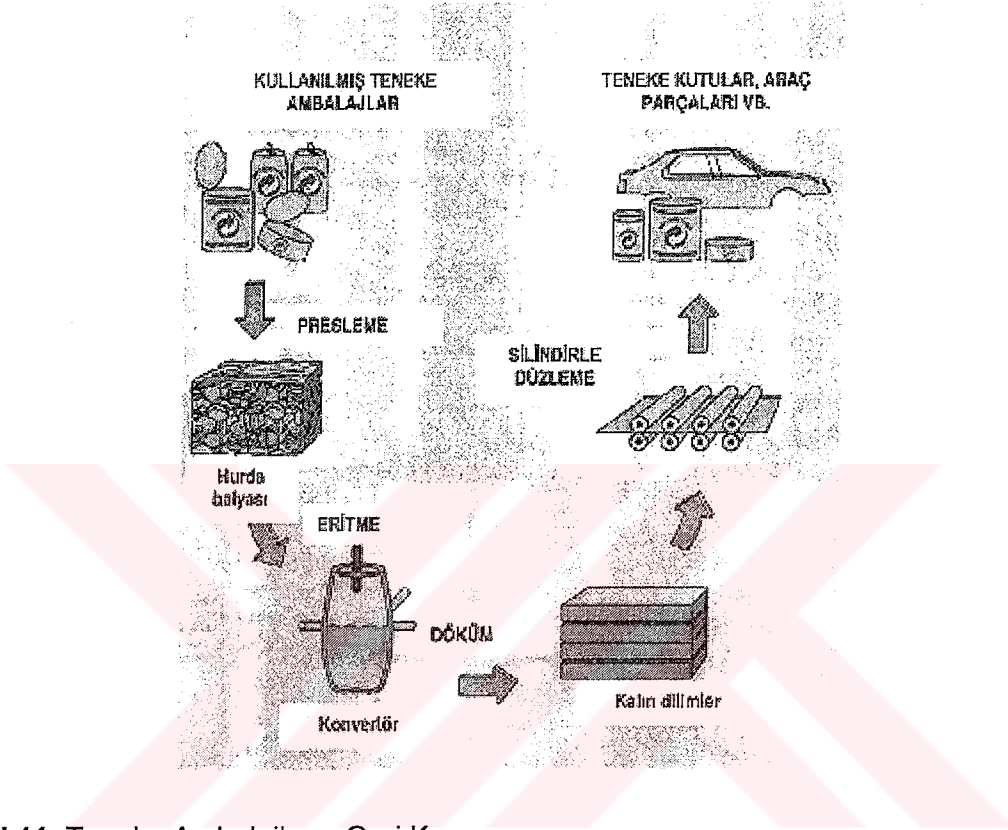 KULLANILMIŞ TENEKE
AMBALAJLAR
TENEKE KUTULAR, ARAÇ
PARÇALARI VB.
PRESLEME
SİLİNDİRLE
DÜZLEME
Hurda
balyası
ERİTME
DÖKÜM
Konvertör
Kalın dilimler